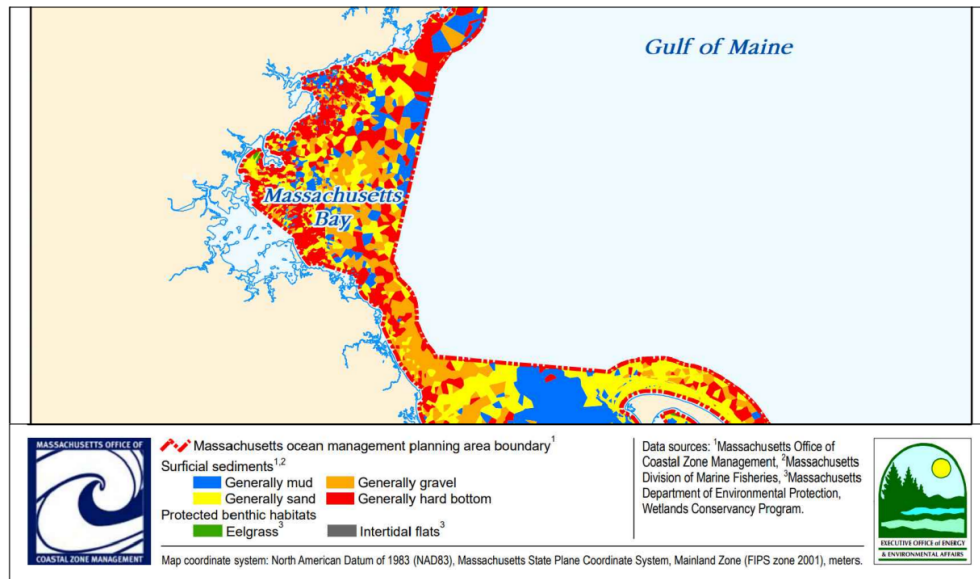 Gulf of Maine
Massachusetts
Bay
MASSACHUSETTS OFFICE OF
COASTAL ZONE MANAGEMENT
Massachusetts ocean management planning area boundary¹
Surficial sediments¹,²
Generally mud
Generally gravel
Generally sand
Generally hard bottom
Protected benthic habitats
Eelgrass³
Intertidal flats³
Map coordinate system: North American Datum of 1983 (NAD83), Massachusetts State Plane Coordinate System, Mainland Zone (FIPS zone 2001), meters.
Data sources: ¹Massachusetts Office of
Coastal Zone Management, ²Massachusetts
Division of Marine Fisheries, ³Massachusetts
Department of Environmental Protection,
Wetlands Conservancy Program.
EXECUTIVE OFFICE of ENERGY
& ENVIRONMENTAL AFFAIRS